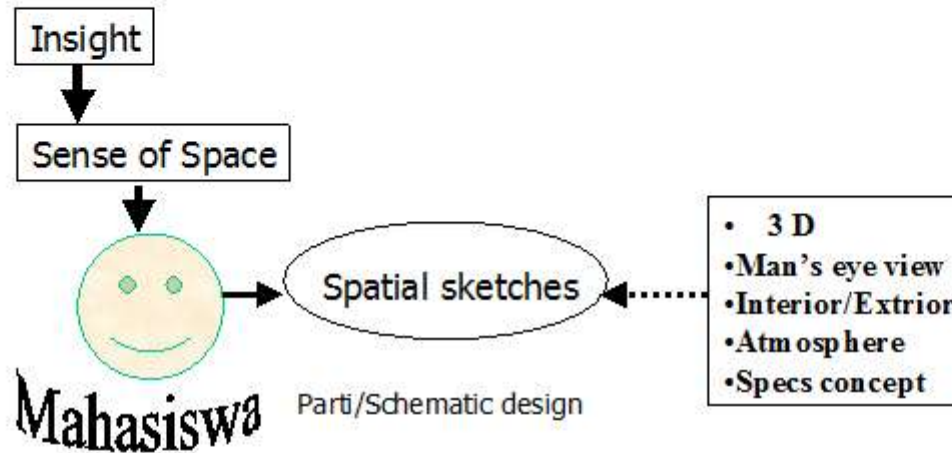 Insight
Sense of Space
Spatial sketches
Mahasiswa
Parti/Schematic design
• 3 D
•Man's eye view
•Interior/Extrior
•Atmosphere
•Specs concept